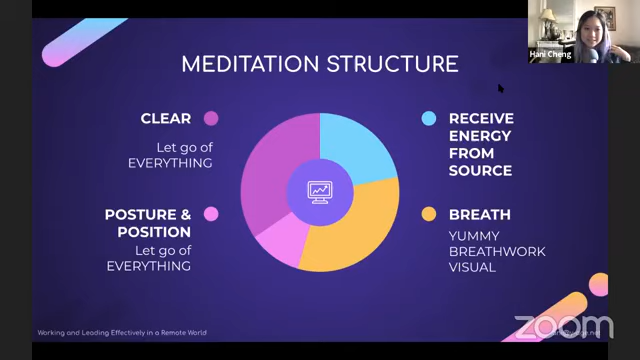 Hani Cheng
MEDITATION STRUCTURE
CLEAR
Let go of
EVERYTHING
RECEIVE
ENERGY
FROM
SOURCE
POSTURE &
POSITION
Let go of
EVERYTHING
BREATH
YUMMY
BREATHWORK
VISUAL
Working and Leading Effectively in a Remote World
zoom